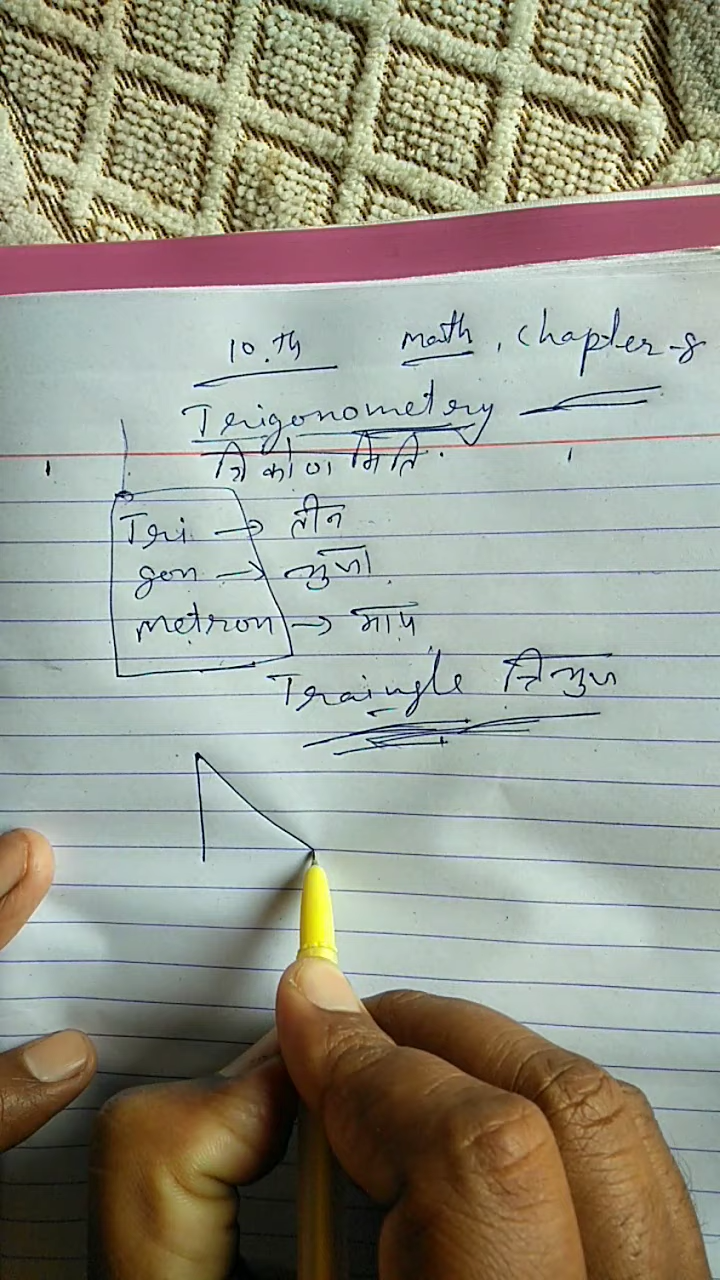 10.th math, chapter-8
Trigonometry
त्रिकोणमिति.
Tri → तीन
gon → भुजा
metron → माप
Traingle त्रिभुज